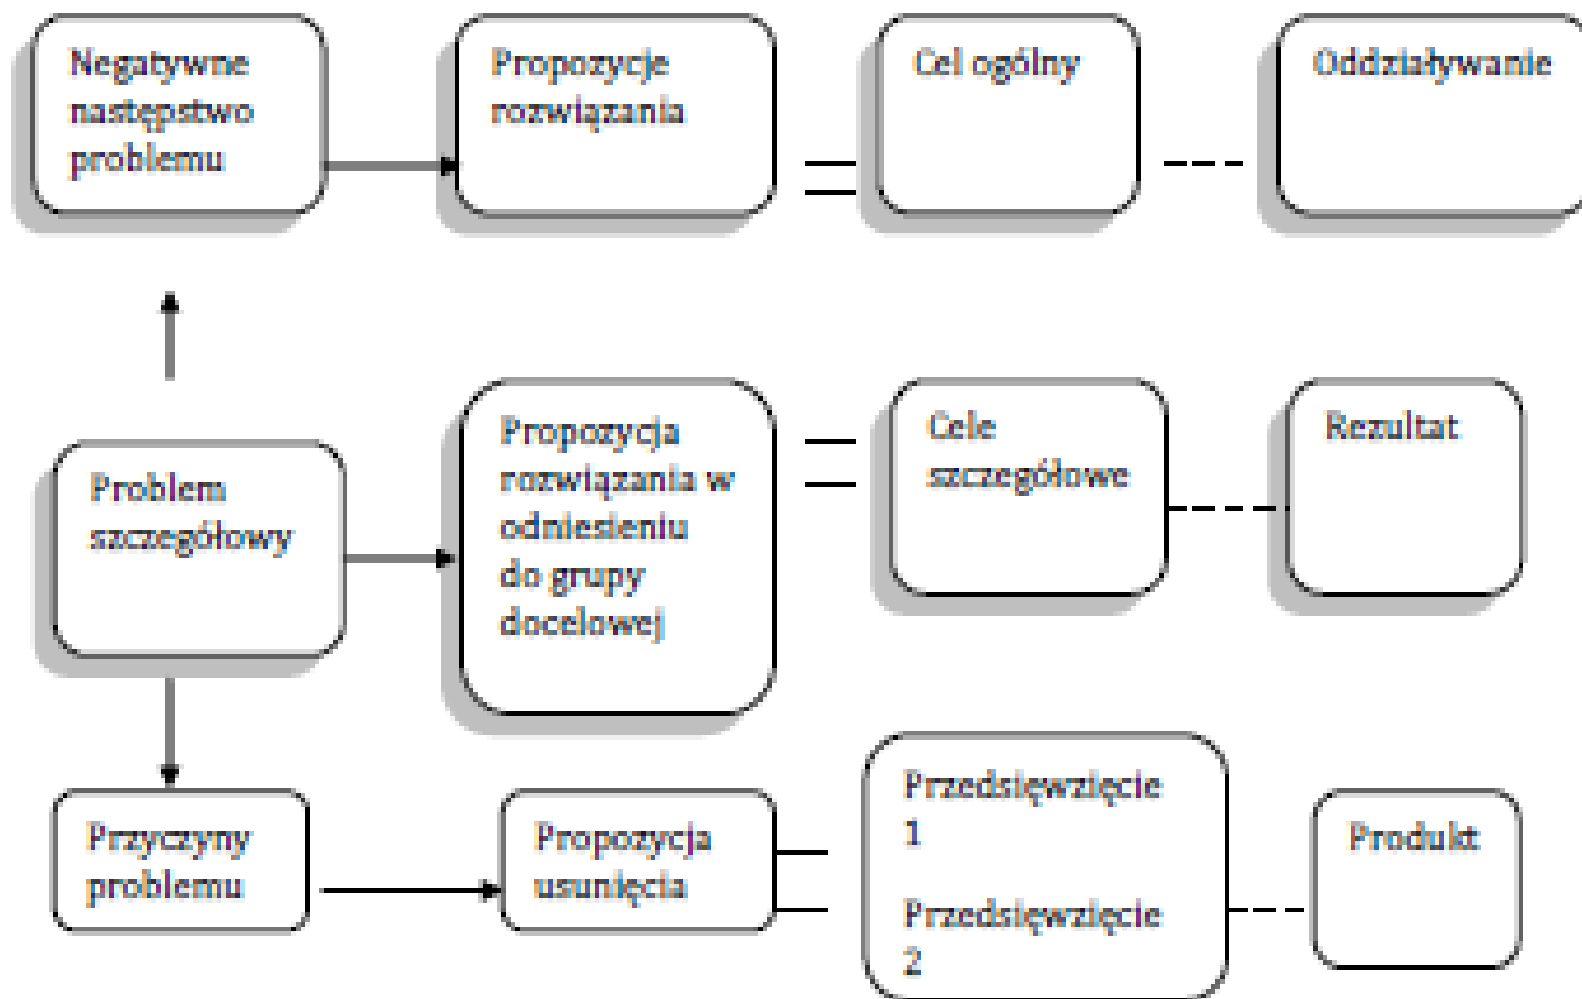 Negatywne
następstwo
problemu
Propozycje
rozwiązania
Cel ogólny
Oddziaływanie
Problem
szczegółowy
Propozycja
rozwiązania w
odniesieniu
do grupy
docelowej
Cele
szczegółowe
Rezultat
Przyczyny
problemu
Propozycja
usunięcia
Przedsięwzięcie
1
Przedsięwzięcie
2
Produkt